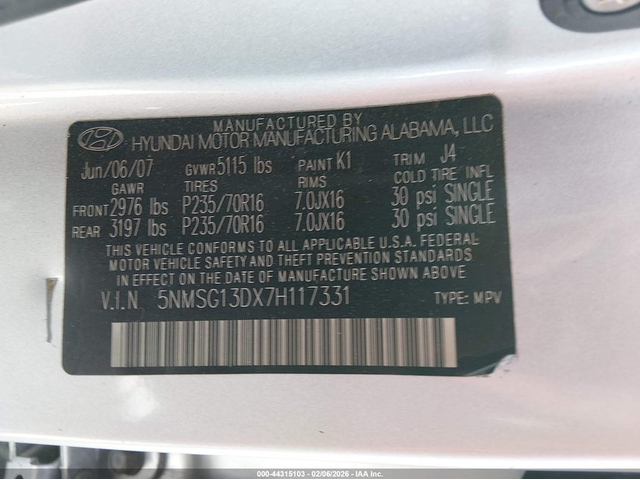 MANUFACTURED BY
HYUNDAI MOTOR MANUFACTURING ALABAMA, LLC
Jun/06/07 GVWR 5115 lbs PAINT K1 TRIM J4
GAWR TIRES RIMS COLD TIRE INFL
FRONT 2976 lbs P235/70R16 7.0JX16 30 psi SINGLE
REAR 3197 lbs P235/70R16 7.0JX16 30 psi SINGLE
THIS VEHICLE CONFORMS TO ALL APPLICABLE U.S.A. FEDERAL
MOTOR VEHICLE SAFETY AND THEFT PREVENTION STANDARDS
IN EFFECT ON THE DATE OF MANUFACTURE SHOWN ABOVE.
V.I.N 5NMSG13DX7H117331 TYPE: MPV
000-44315103 - 02/06/2026 - © IAA Inc.